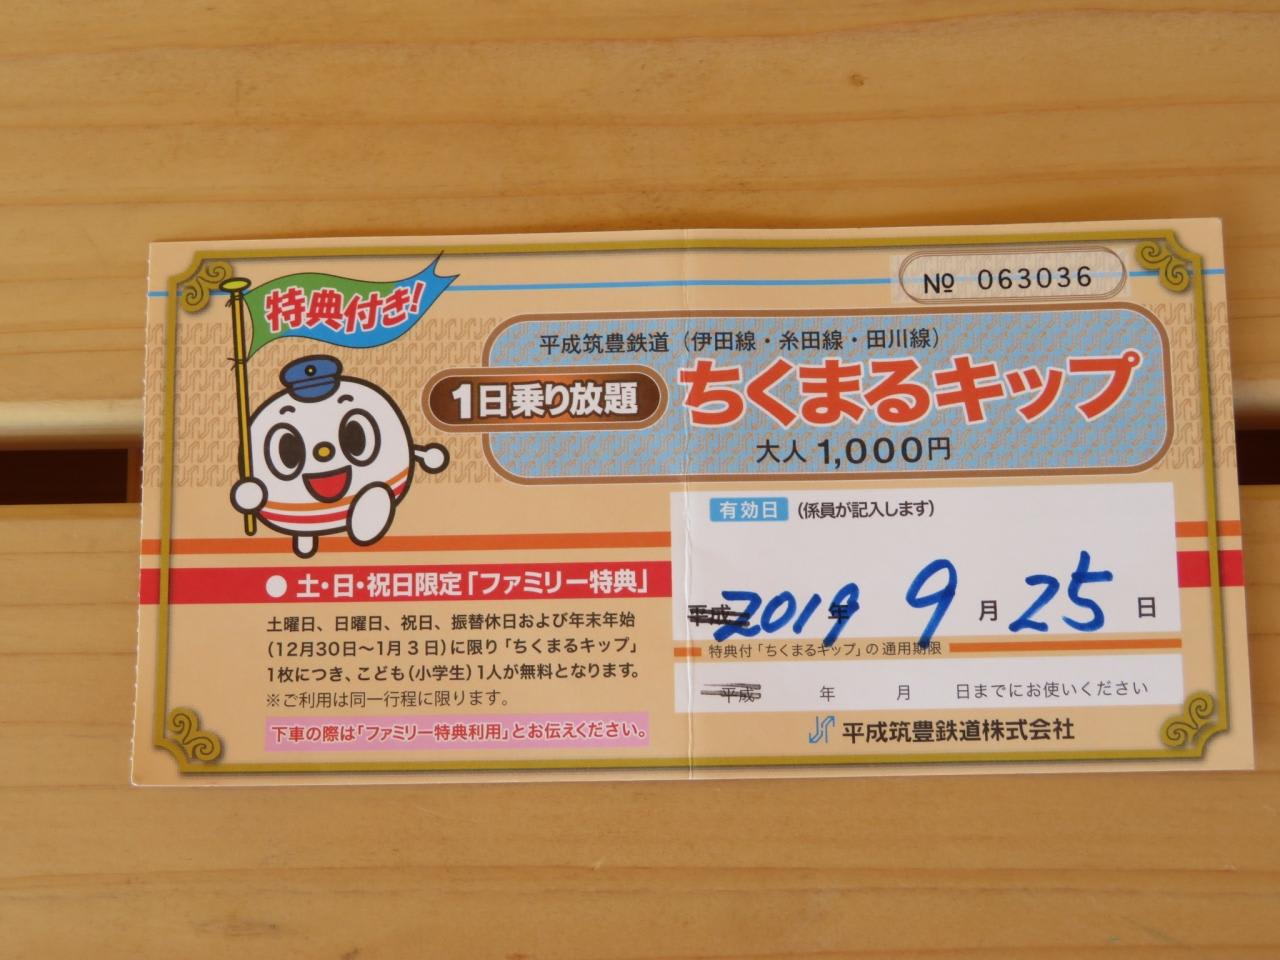 特典付き!
№ 063036
平成筑豊鉄道(伊田線・糸田線・田川線)
1日乗り放題
ちくまるキップ
大人 1,000円
有効日 (係員が記入します)
平成 2019 年 9 月 25 日
特典付「ちくまるキップ」の通用期限
平成 年 月 日までにお使いください
平成筑豊鉄道株式会社
● 土・日・祝日限定「ファミリー特典」
土曜日、日曜日、祝日、振替休日および年末年始
(12月30日～1月3日)に限り「ちくまるキップ」
1枚につき、こども(小学生)1人が無料となります。
※ご利用は同一行程に限ります。
下車の際は「ファミリー特典利用」とお伝えください。